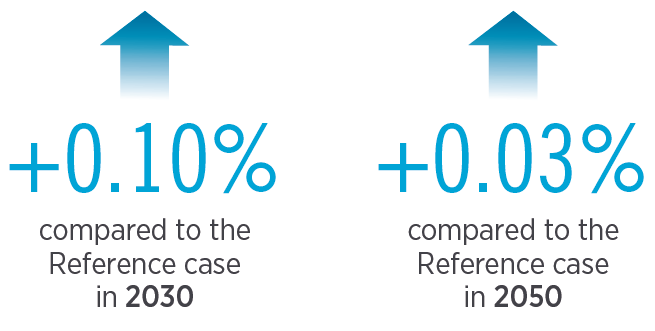 +0.10%
compared to the
Reference case
in 2030
+0.03%
compared to the
Reference case
in 2050